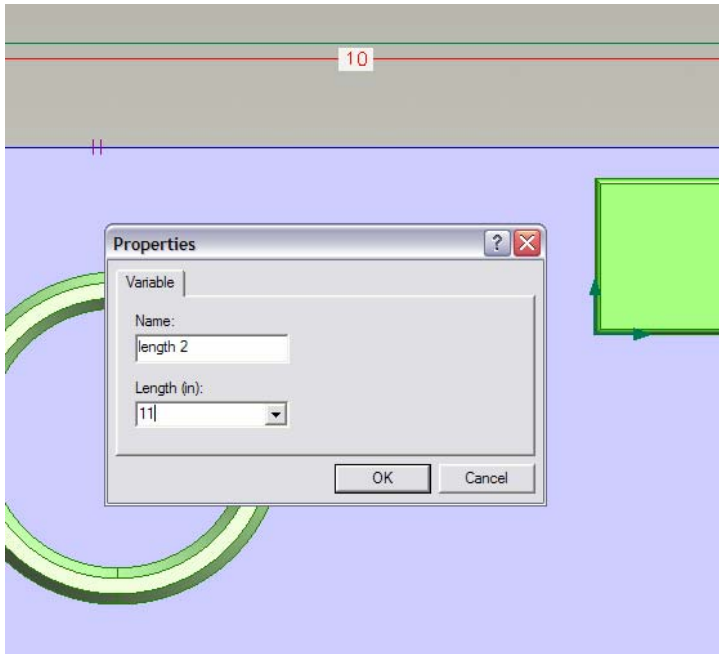 10
Properties
Variable
Name:
length 2
Length (in):
11
OK
Cancel